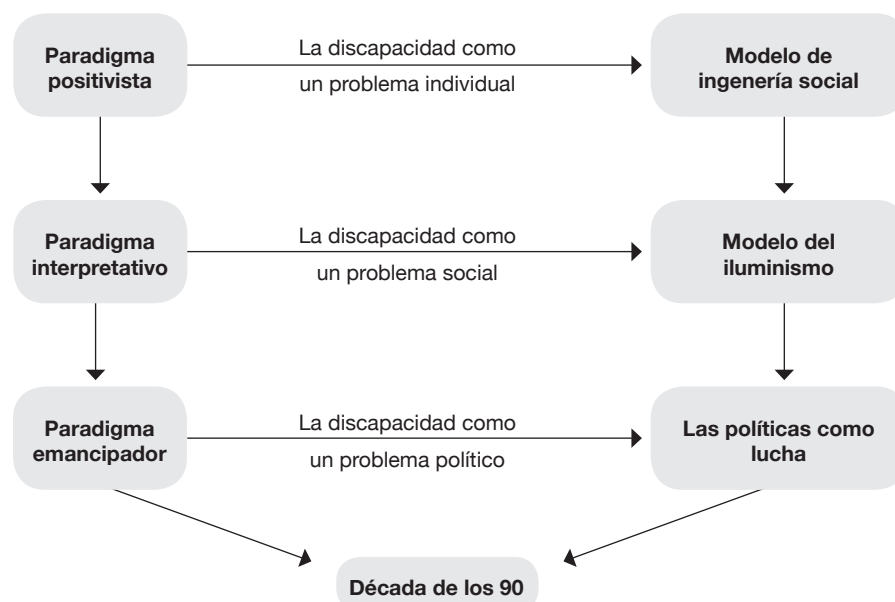 Paradigma
positivista
La discapacidad como
un problema individual
Modelo de
ingenería social
Paradigma
interpretativo
La discapacidad como
un problema social
Modelo del
iluminismo
Paradigma
emancipador
La discapacidad como
un problema político
Las políticas como
lucha
Década de los 90